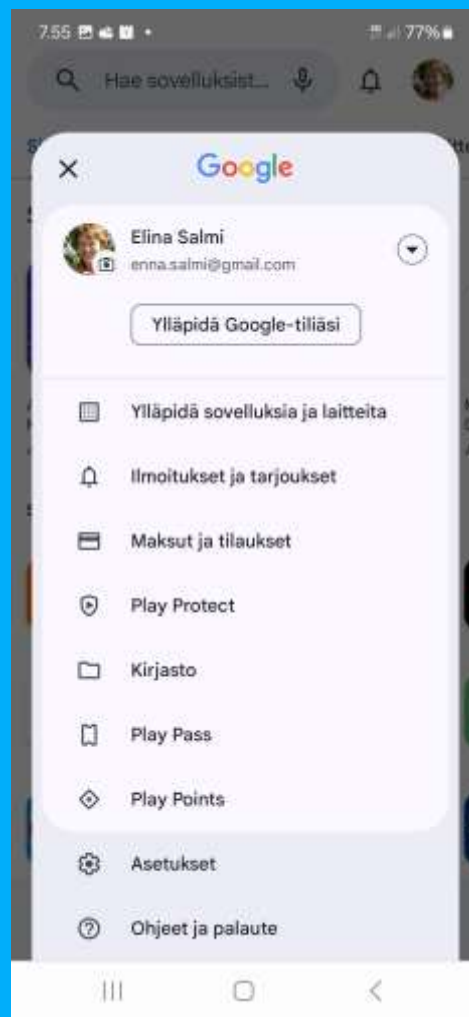 7.55
77%
Hae sovelluksist...
Google
Elina Salmi
enna.salmi@gmail.com
Ylläpidä Google-tiliäsi
Ylläpidä sovelluksia ja laitteita
Ilmoitukset ja tarjoukset
Maksut ja tilaukset
Play Protect
Kirjasto
Play Pass
Play Points
Asetukset
Ohjeet ja palaute